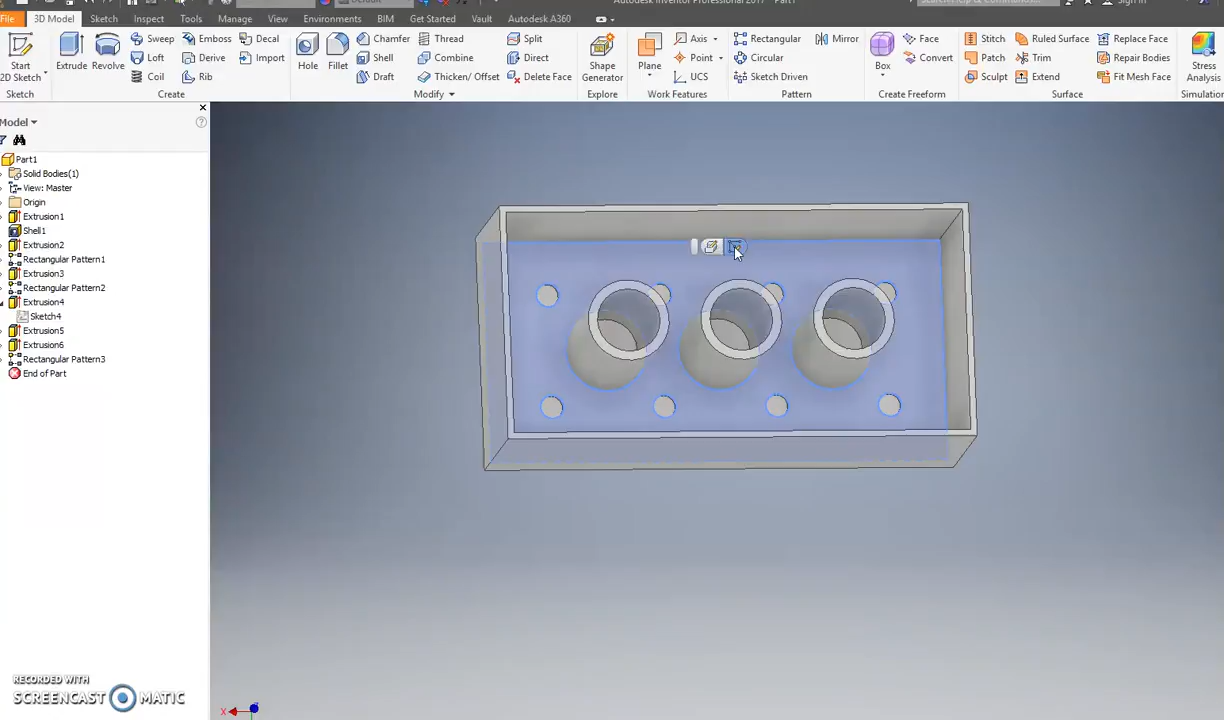 Default
Autodesk Inventor Professional 2017 Part1
Sign In
File 3D Model Sketch Inspect Tools Manage View Environments BIM Get Started Vault Autodesk A360
Start
2D Sketch
Extrude
Revolve
Sweep
Emboss
Decal
Loft
Derive
Import
Coil
Rib
Hole
Fillet
Chamfer
Thread
Split
Shell
Combine
Direct
Draft
Thicken/ Offset
Delete Face
Shape
Generator
Plane
Axis
Point
UCS
Rectangular
Mirror
Circular
Sketch Driven
Box
Face
Convert
Stitch
Ruled Surface
Replace Face
Patch
Trim
Repair Bodies
Sculpt
Extend
Fit Mesh Face
Stress
Analysis
Sketch Create Modify Explore Work Features Pattern Create Freeform Surface Simulation
Model
Part1
Solid Bodies(1)
View: Master
Origin
Extrusion1
Shell1
Extrusion2
Rectangular Pattern1
Extrusion3
Rectangular Pattern2
Extrusion4
Sketch4
Extrusion5
Extrusion6
Rectangular Pattern3
End of Part
RECORDED WITH
SCREENCAST MATIC
X